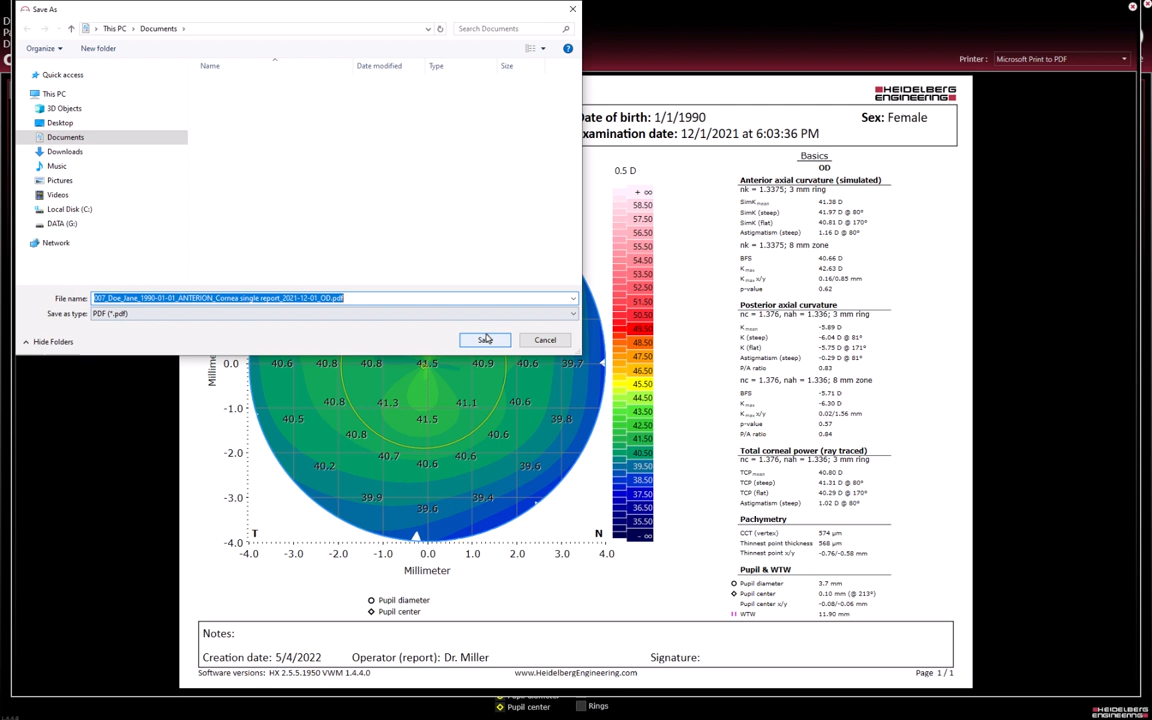 Save As
This PC
Documents
Search Documents
Printer :
Microsoft Print to PDF
Organize
New folder
Name
Date modified
Type
Size
Quick access
This PC
3D Objects
Desktop
Documents
Downloads
Music
Pictures
Videos
Local Disk (C:)
DATA (G:)
Network
File name:
007_Doe_Jane_1990-01-01_ANTERION_Cornea single report_2021-12-01_OD.pdf
Save as type:
PDF (*.pdf)
Hide Folders
Cancel
HEIDELBERG
ENGINEERING
Date of birth: 1/1/1990
Sex: Female
Examination date: 12/1/2021 at 6:03:36 PM
0.5 D
+ ∞
58.50
57.50
56.50
55.50
54.50
53.50
52.50
51.50
50.50
49.50
48.50
47.50
46.50
45.50
44.50
43.50
42.50
41.50
40.50
39.50
38.50
37.50
36.50
35.50
- ∞
0.0
40.6
40.8
40.8
41.5
40.9
40.6
39.7
-1.0
40.8
41.3
41.1
40.6
40.5
41.5
39.8
40.8
40.6
-2.0
40.7
40.6
40.6
40.2
39.6
-3.0
39.9
39.4
39.6
T
N
-4.0
-4.0
-3.0
-2.0
-1.0
0.0
1.0
2.0
3.0
4.0
Millimeter
Pupil diameter
Pupil center
Basics
OD
Anterior axial curvature (simulated)
nk = 1.3375; 3 mm ring
SimK mean 41.38 D
SimK (steep) 41.97 D @ 80°
SimK (flat) 40.81 D @ 170°
Astigmatism (steep) 1.16 D @ 80°
nk = 1.3375; 8 mm zone
BFS 40.66 D
K max 42.63 D
K max x/y 0.16/0.85 mm
p-value 0.62
Posterior axial curvature
nc = 1.376, nah = 1.336; 3 mm ring
K mean -5.89 D
K (steep) -6.04 D @ 81°
K (flat) -5.75 D @ 171°
Astigmatism (steep) -0.29 D @ 81°
P/A ratio 0.83
nc = 1.376, nah = 1.336; 8 mm zone
BFS -5.71 D
K max -6.30 D
K max x/y 0.02/1.56 mm
p-value 0.57
P/A ratio 0.84
Total corneal power (ray traced)
nc = 1.376, nah = 1.336; 3 mm ring
TCP mean 40.80 D
TCP (steep) 41.31 D @ 80°
TCP (flat) 40.29 D @ 170°
Astigmatism (steep) 1.02 D @ 80°
Pachymetry
CCT (vertex) 574 µm
Thinnest point thickness 568 µm
Thinnest point x/y -0.76/-0.58 mm
Pupil & WTW
Pupil diameter 3.7 mm
Pupil center 0.10 mm (@ 213°)
Pupil center x/y -0.08/-0.06 mm
WTW 11.90 mm
Notes:
Creation date: 5/4/2022
Operator (report): Dr. Miller
Signature:
Software versions: HX 2.5.5.1950 VWM 1.4.4.0
www.HeidelbergEngineering.com
Page 1 / 1
Pupil center
Rings
HEIDELBERG
ENGINEERING
1.4.4.0